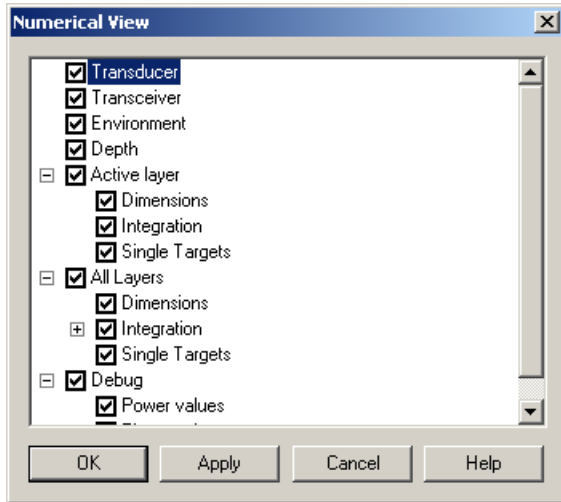 Numerical View
Transducer
Transceiver
Environment
Depth
Active layer
Dimensions
Integration
Single Targets
All Layers
Dimensions
Integration
Single Targets
Debug
Power values
OK Apply Cancel Help